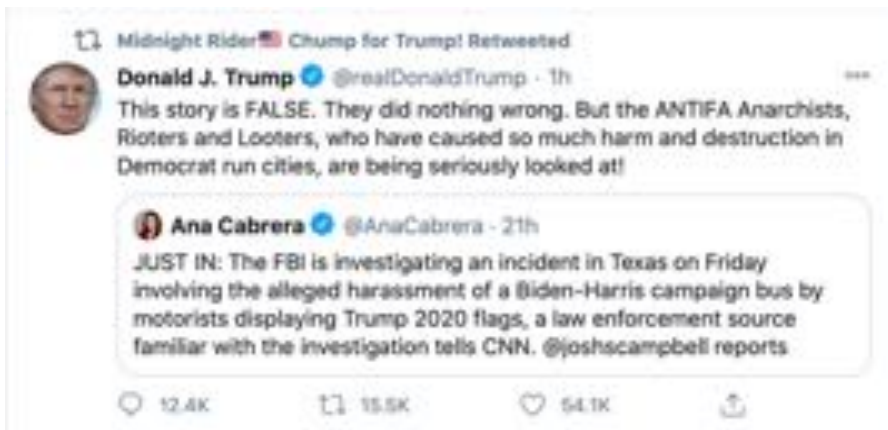 Midnight Rider🇺🇸 Chump for Trump! Retweeted
Donald J. Trump @realDonaldTrump · 1h
This story is FALSE. They did nothing wrong. But the ANTIFA Anarchists,
Rioters and Looters, who have caused so much harm and destruction in
Democrat run cities, are being seriously looked at!
Ana Cabrera @AnaCabrera · 21h
JUST IN: The FBI is investigating an incident in Texas on Friday
involving the alleged harassment of a Biden-Harris campaign bus by
motorists displaying Trump 2020 flags, a law enforcement source
familiar with the investigation tells CNN. @joshscampbell reports
12.4K 15.5K 54.1K